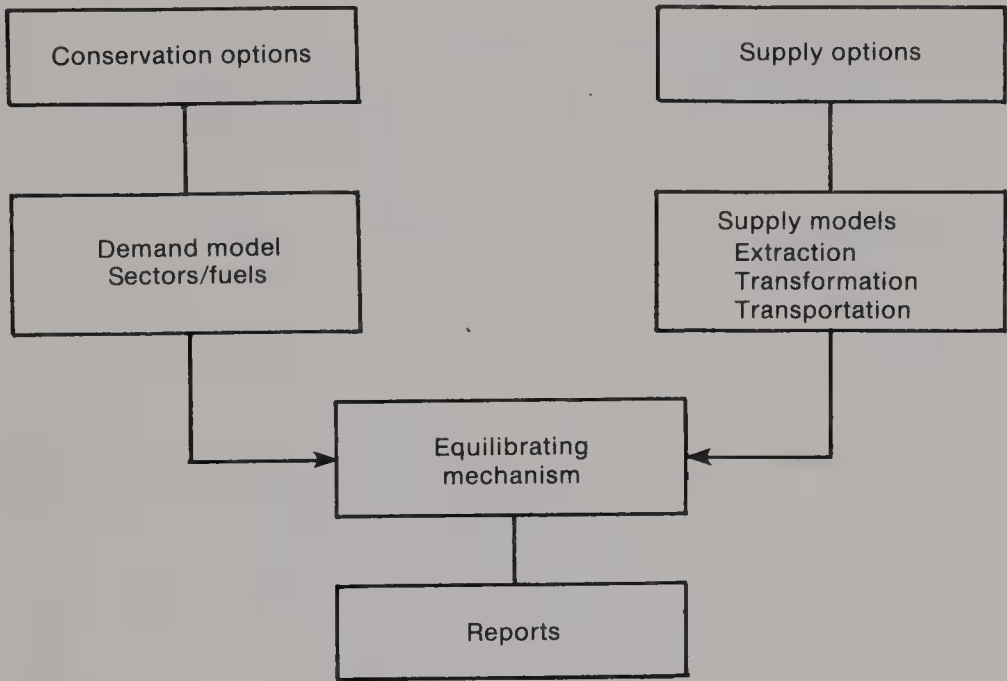 Conservation options
Supply options
Demand model
Sectors/fuels
Supply models
Extraction
Transformation
Transportation
Equilibrating
mechanism
Reports